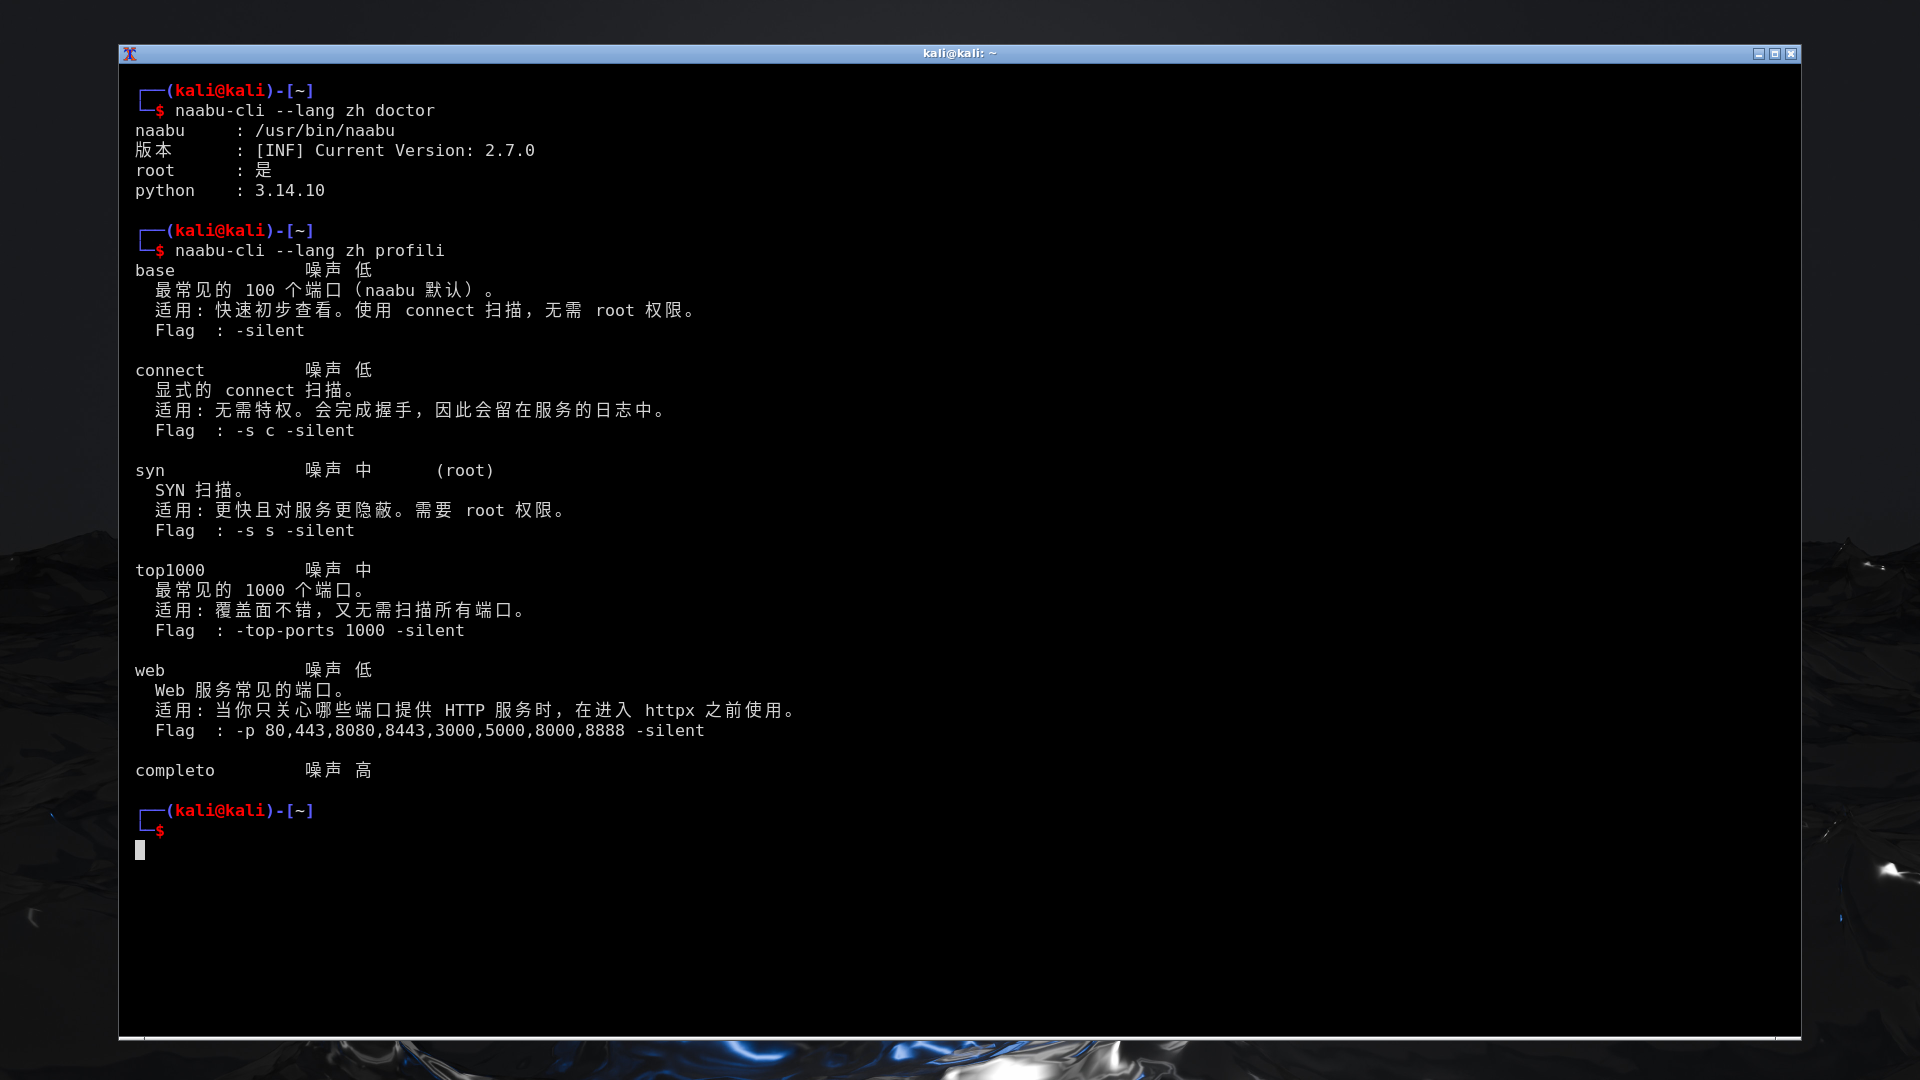 kali@kali: ~
┌──(kali@kali)-[~]
└─$ naabu-cli --lang zh doctor
naabu     : /usr/bin/naabu
版本      : [INF] Current Version: 2.7.0
root      : 是
python    : 3.14.10
┌──(kali@kali)-[~]
└─$ naabu-cli --lang zh profili
base             噪声 低
  最常见的 100 个端口（naabu 默认）。
  适用: 快速初步查看。使用 connect 扫描，无需 root 权限。
  Flag  : -silent
connect          噪声 低
  显式的 connect 扫描。
  适用: 无需特权。会完成握手，因此会留在服务的日志中。
  Flag  : -s c -silent
syn              噪声 中      (root)
  SYN 扫描。
  适用: 更快且对服务更隐蔽。需要 root 权限。
  Flag  : -s s -silent
top1000          噪声 中
  最常见的 1000 个端口。
  适用: 覆盖面不错，又无需扫描所有端口。
  Flag  : -top-ports 1000 -silent
web              噪声 低
  Web 服务常见的端口。
  适用: 当你只关心哪些端口提供 HTTP 服务时，在进入 httpx 之前使用。
  Flag  : -p 80,443,8080,8443,3000,5000,8000,8888 -silent
completo         噪声 高
┌──(kali@kali)-[~]
└─$